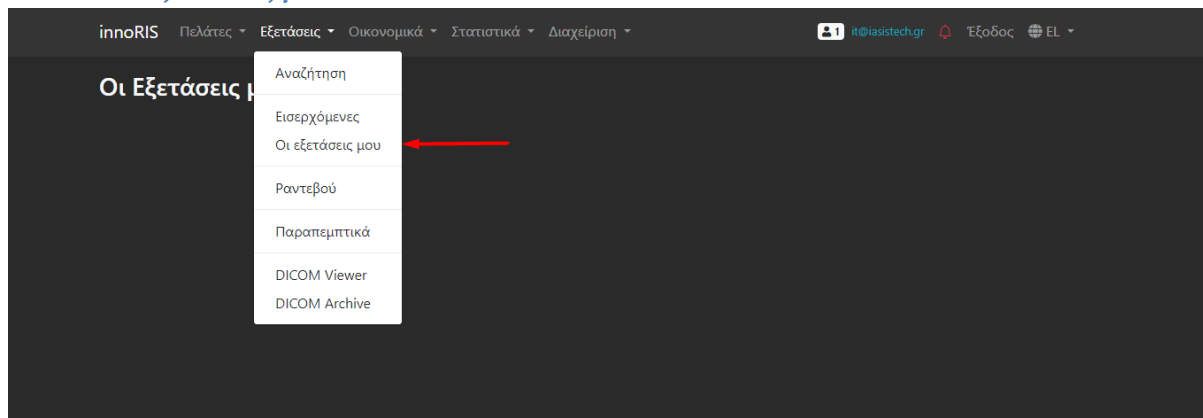 innoRIS Πελάτες Εξετάσεις Οικονομικά Στατιστικά Διαχείριση 1 it@iasistech.gr Έξοδος EL
Οι Εξετάσεις
Αναζήτηση
Εισερχόμενες
Οι εξετάσεις μου
Ραντεβού
Παραπεμπτικά
DICOM Viewer
DICOM Archive